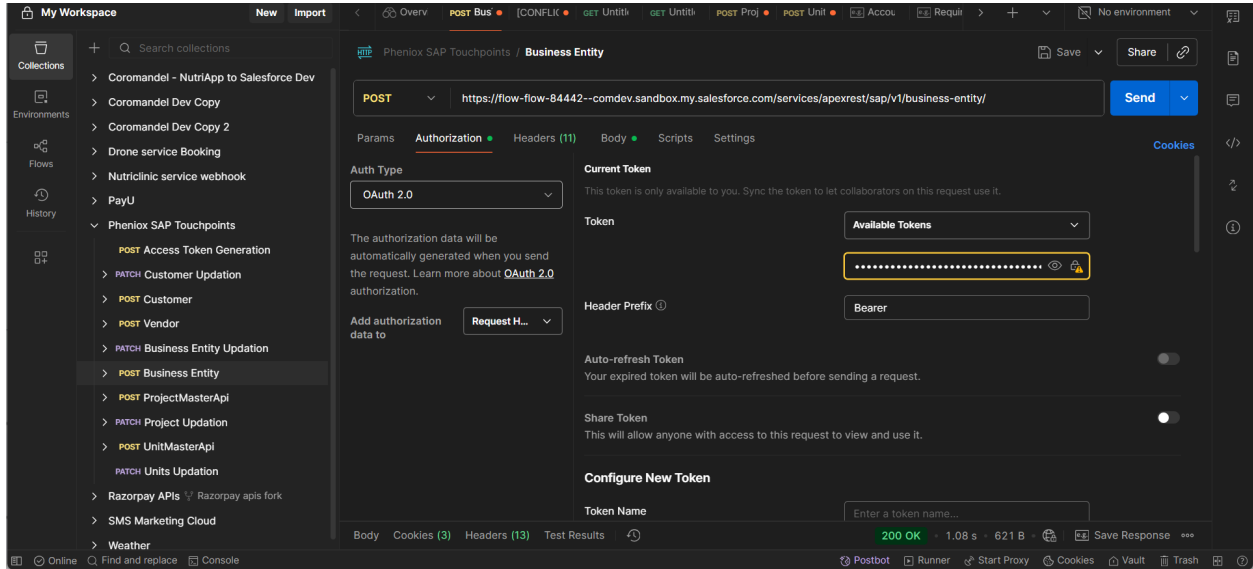 My Workspace
New Import
Overv
POST Bus
[CONFLIC
GET Untitl
GET Untitl
POST Proj
POST Unit
Accou
Requir
No environment
Collections
Environments
Flows
History
Search collections
Coromandel - NutriApp to Salesforce Dev
Coromandel Dev Copy
Coromandel Dev Copy 2
Drone service Booking
Nutriclinic service webhook
PayU
Pheniox SAP Touchpoints
POST Access Token Generation
PATCH Customer Updation
POST Customer
POST Vendor
PATCH Business Entity Updation
POST Business Entity
POST ProjectMasterApi
PATCH Project Updation
POST UnitMasterApi
PATCH Units Updation
Razorpay APIs Razorpay apis fork
SMS Marketing Cloud
Weather
HTTP Pheniox SAP Touchpoints / Business Entity
Save Share
POST https://flow-flow-84442--comdev.sandbox.my.salesforce.com/services/apexrest/sap/v1/business-entity/ Send
Params Authorization Headers (11) Body Scripts Settings Cookies
Auth Type
OAuth 2.0
The authorization data will be
automatically generated when you send
the request. Learn more about OAuth 2.0
authorization.
Add authorization
data to
Request H...
Current Token
This token is only available to you. Sync the token to let collaborators on this request use it.
Token
Available Tokens
Header Prefix
Bearer
Auto-refresh Token
Your expired token will be auto-refreshed before sending a request.
Share Token
This will allow anyone with access to this request to view and use it.
Configure New Token
Token Name
Enter a token name...
Body Cookies (3) Headers (13) Test Results
200 OK 1.08 s 621 B e.g. Save Response
Online Find and replace Console
Postbot Runner Start Proxy Cookies Vault Trash